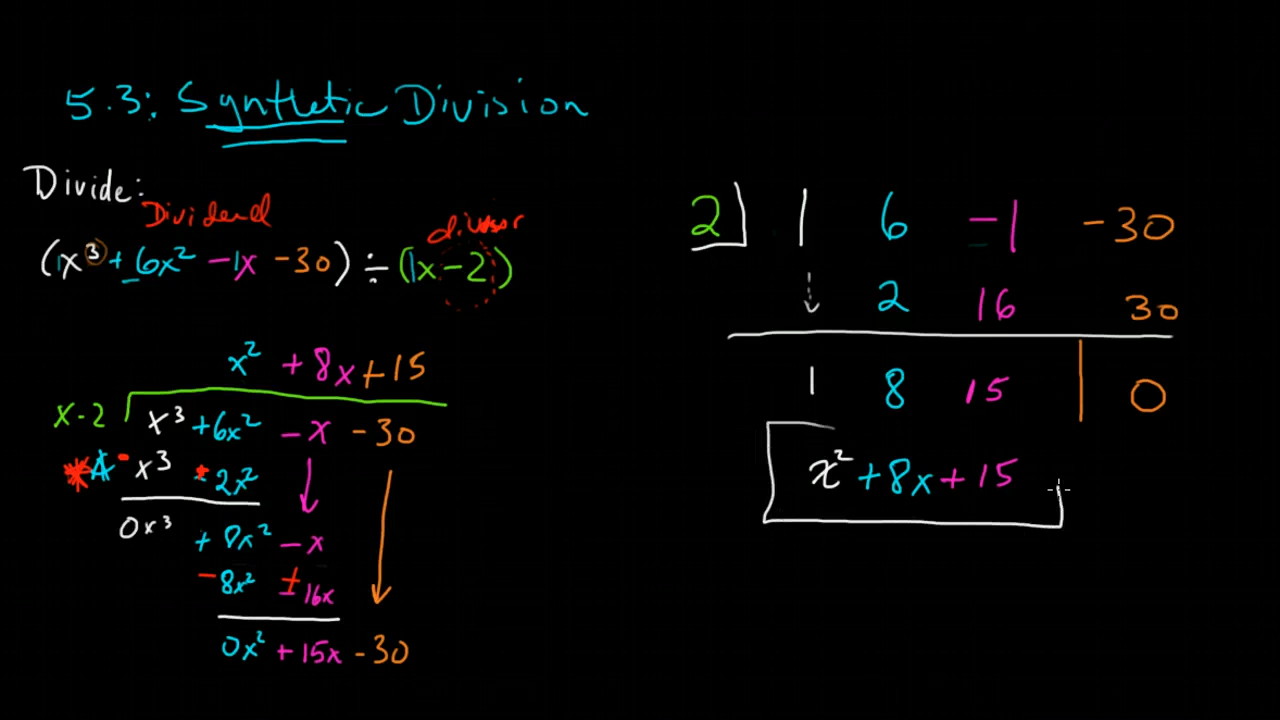 5.3: Synthetic Division
Divide:
Dividend
divisor
(1x³ + 6x² - 1x - 30) ÷ (1x - 2)
x² + 8x + 15
x-2 x³ + 6x² - x - 30
- x³ ± 2x²
0x³ + 8x² - x
- 8x² ± 16x
0x² + 15x - 30
2 1 6 -1 -30
2 16 30
1 8 15 0
x² + 8x + 15